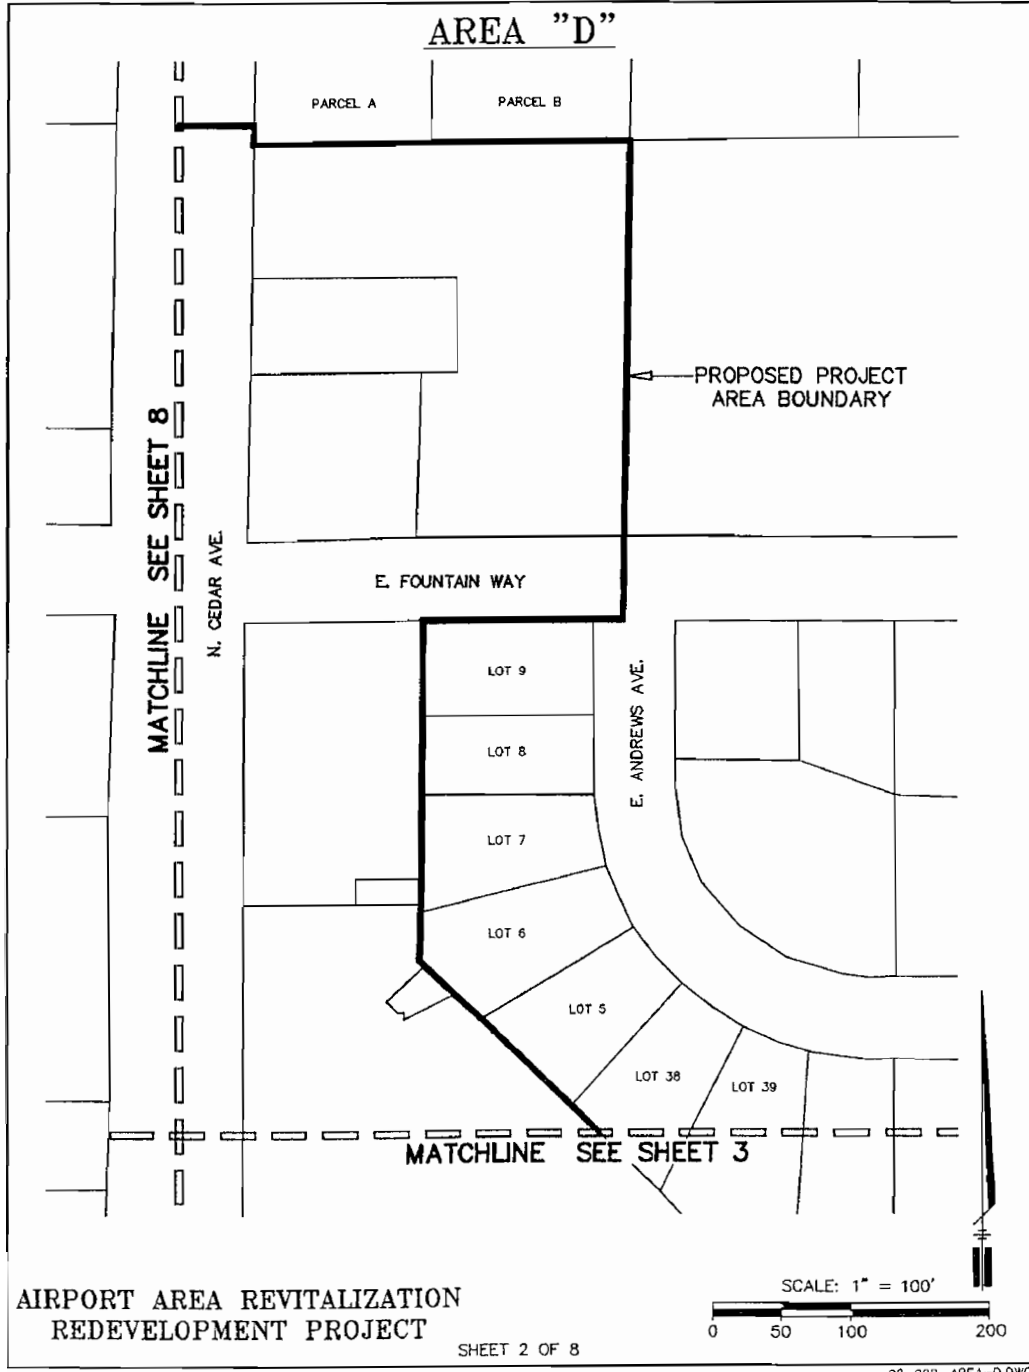 AREA "D"
PARCEL A
PARCEL B
PROPOSED PROJECT
AREA BOUNDARY
MATCHLINE SEE SHEET 8
N. CEDAR AVE.
E. FOUNTAIN WAY
LOT 9
E. ANDREWS AVE.
LOT 8
LOT 7
LOT 6
LOT 5
LOT 38
LOT 39
MATCHLINE SEE SHEET 3
AIRPORT AREA REVITALIZATION
REDEVELOPMENT PROJECT
SHEET 2 OF 8
SCALE: 1" = 100'
0 50 100 200